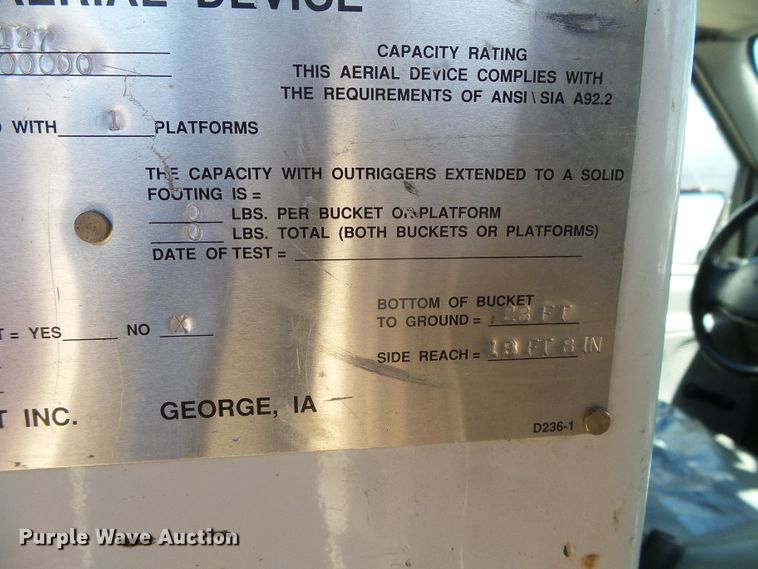 AERIAL DEVICE
127
00000
CAPACITY RATING
THIS AERIAL DEVICE COMPLIES WITH
THE REQUIREMENTS OF ANSI \ SIA A92.2
WITH 1 PLATFORMS
THE CAPACITY WITH OUTRIGGERS EXTENDED TO A SOLID
FOOTING IS =
0 LBS. PER BUCKET OR PLATFORM
0 LBS. TOTAL (BOTH BUCKETS OR PLATFORMS)
DATE OF TEST =
BOTTOM OF BUCKET
TO GROUND = FT
T = YES NO X
SIDE REACH = FT 8 IN
T INC. GEORGE, IA
D236-1
Purple Wave Auction